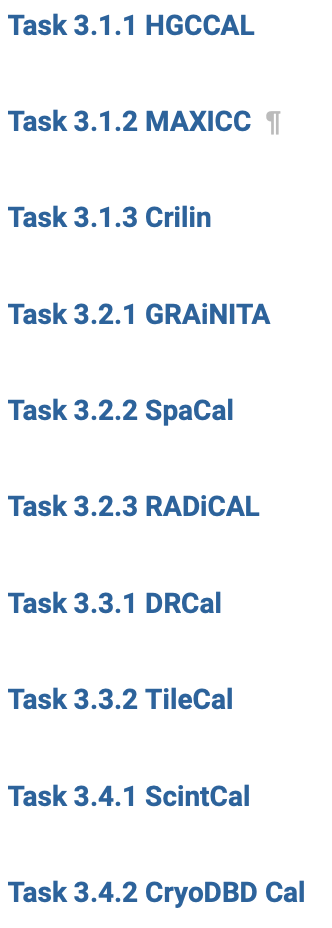 Task 3.1.1 HGCCAL
Task 3.1.2 MAXICC ¶
Task 3.1.3 Crilin
Task 3.2.1 GRAiNITA
Task 3.2.2 SpaCal
Task 3.2.3 RADiCAL
Task 3.3.1 DRCal
Task 3.3.2 TileCal
Task 3.4.1 ScintCal
Task 3.4.2 CryoDBD Cal